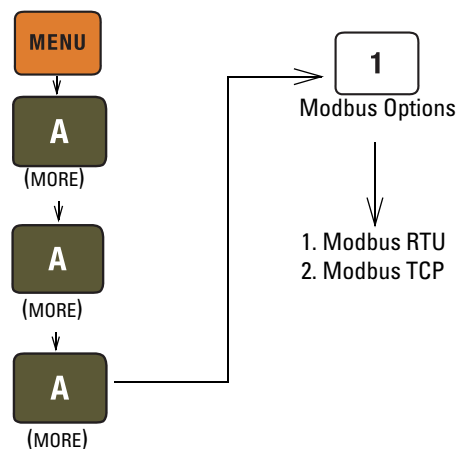 MENU
A
(MORE)
A
(MORE)
A
(MORE)
1
Modbus Options
1. Modbus RTU
2. Modbus TCP